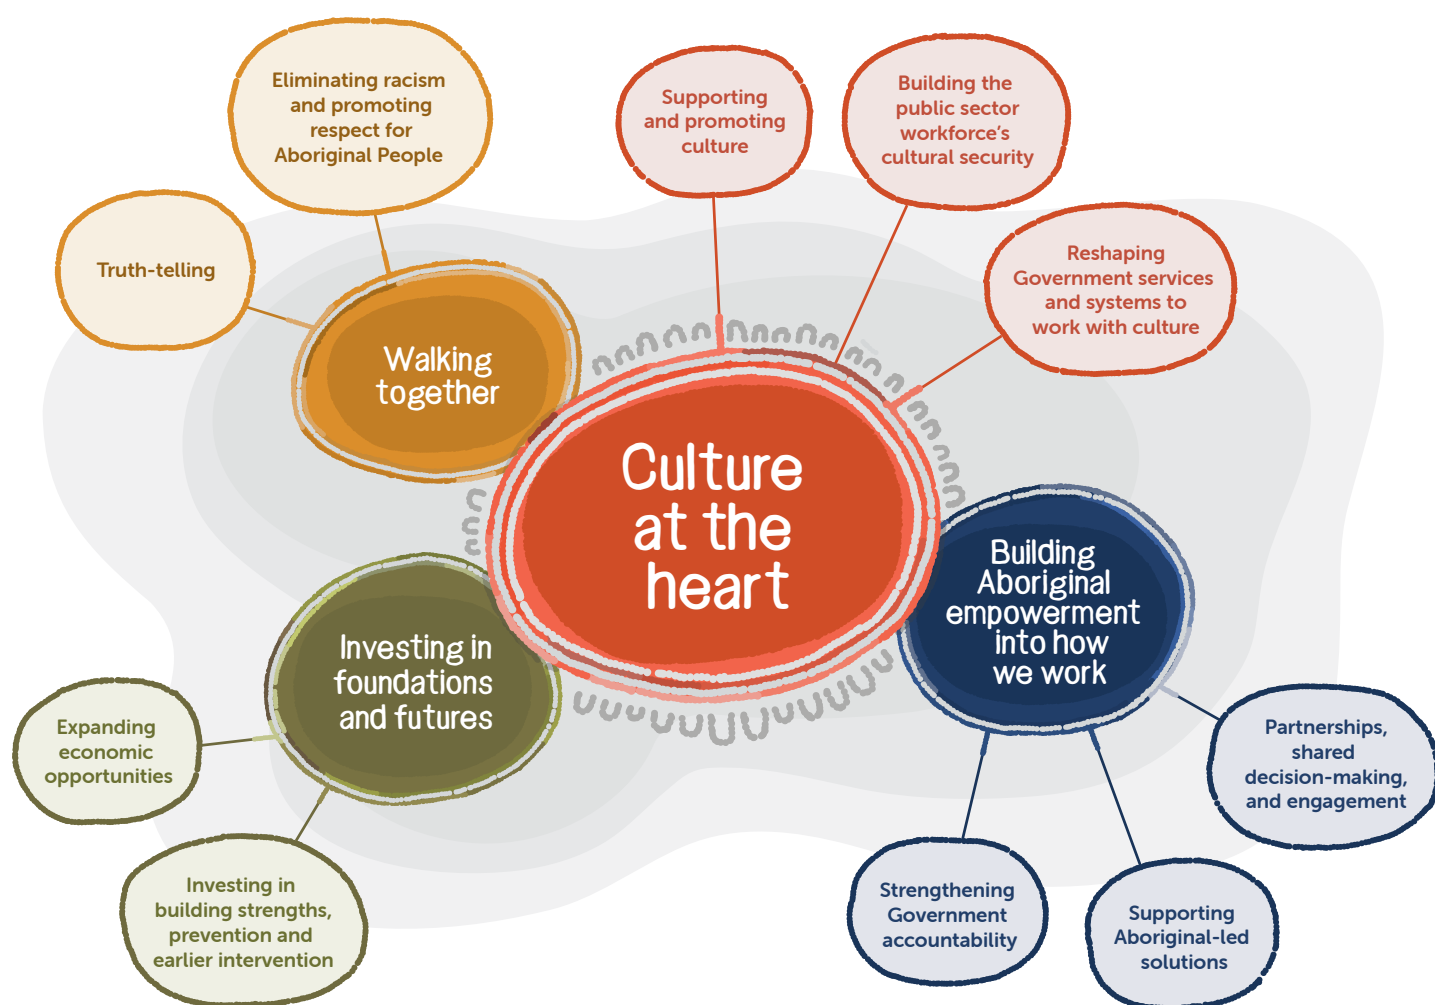 Eliminating racism
and promoting
respect for
Aboriginal People
Truth-telling
Walking
together
Supporting
and promoting
culture
Building the
public sector
workforce’s
cultural security
Reshaping
Government services
and systems to
work with culture
Culture
at the
heart
Building
Aboriginal
empowerment
into how
we work
Investing in
foundations
and futures
Expanding
economic
opportunities
Investing in
building strengths,
prevention and
earlier intervention
Partnerships,
shared
decision-making,
and engagement
Strengthening
Government
accountability
Supporting
Aboriginal-led
solutions